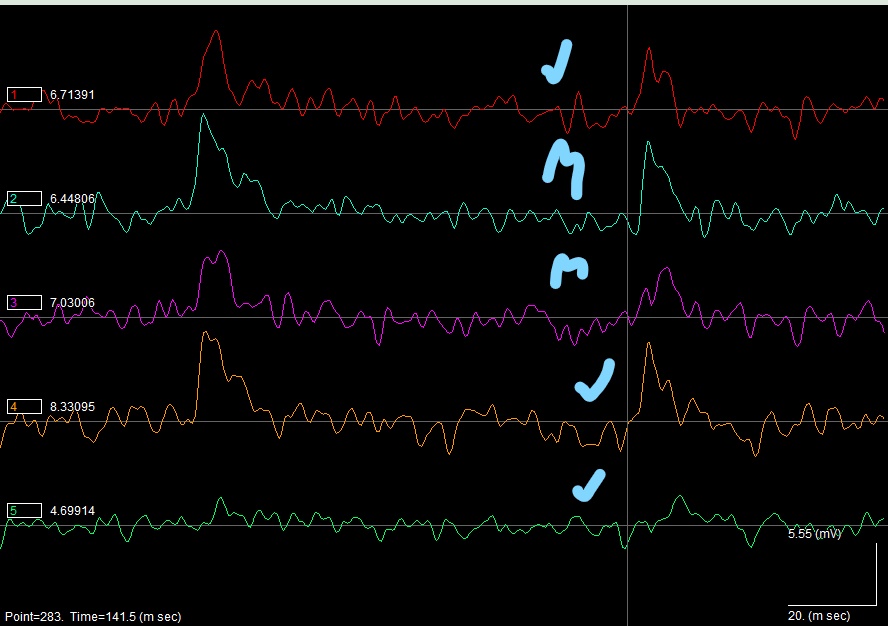 1 6.71391
✓
M
2 6.44806
M
3 7.03006
✓
4 8.33095
✓
5 4.69914
5.55 (mV)
20. (m sec)
Point=283. Time=141.5 (m sec)